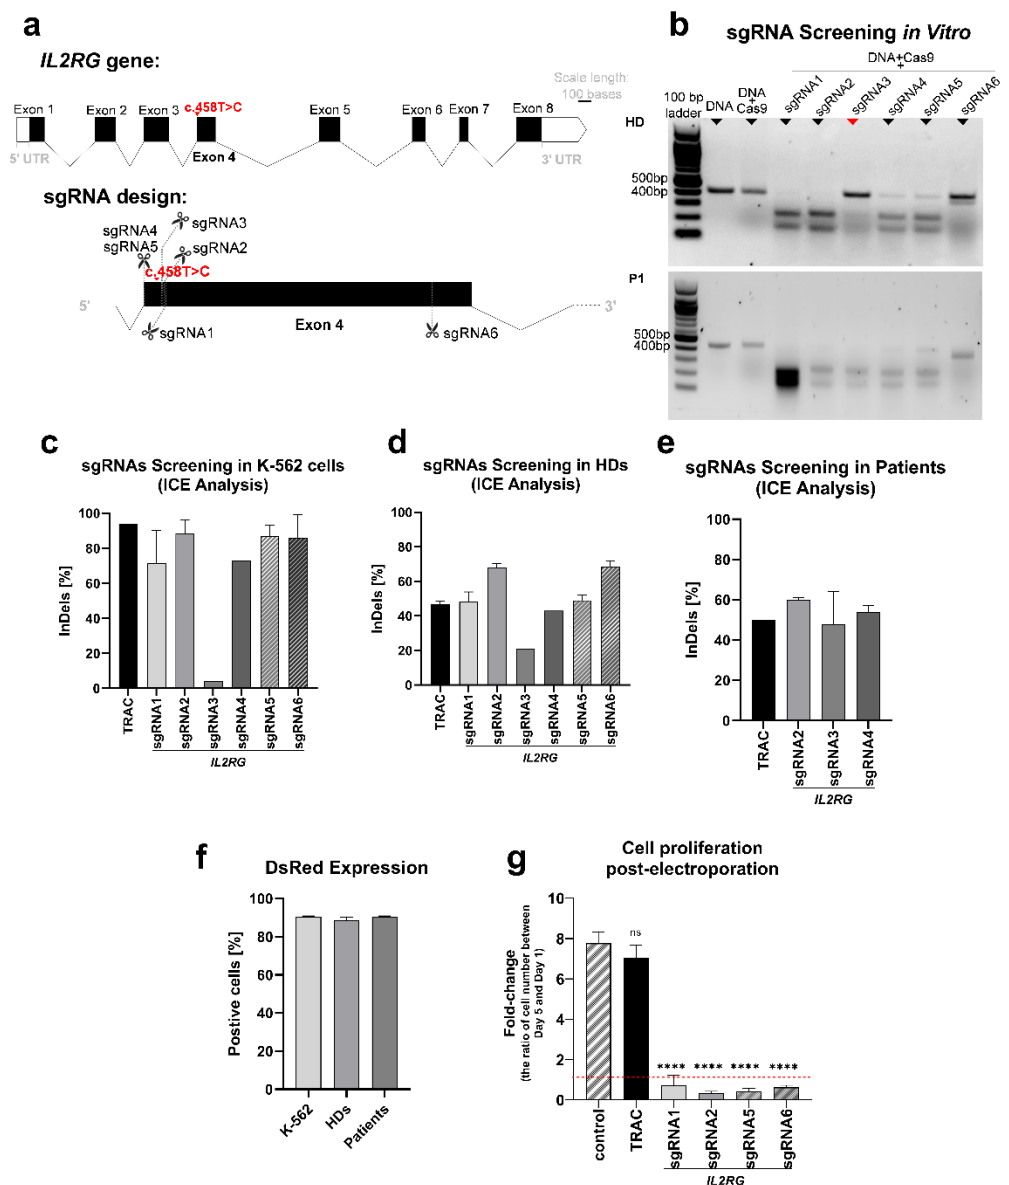 a
IL2RG gene:
Scale length:
100 bases
c.458T>C
Exon 1 Exon 2 Exon 3 Exon 5 Exon 6 Exon 7 Exon 8
5' UTR Exon 4 3' UTR
sgRNA design:
sgRNA3
sgRNA4
sgRNA5 sgRNA2
c.458T>C
5' 3'
Exon 4
sgRNA1 sgRNA6
b
sgRNA Screening in Vitro
DNA+Cas9
+
100 bp
ladder
DNA
DNA
+
Cas9
sgRNA1
sgRNA2
sgRNA3
sgRNA4
sgRNA5
sgRNA6
HD
500bp
400bp
P1
500bp
400bp
c
sgRNAs Screening in K-562 cells
(ICE Analysis)
InDels [%]
100
80
60
40
20
0
TRAC
sgRNA1
sgRNA2
sgRNA3
sgRNA4
sgRNA5
sgRNA6
IL2RG
d
sgRNAs Screening in HDs
(ICE Analysis)
InDels [%]
100
80
60
40
20
0
TRAC
sgRNA1
sgRNA2
sgRNA3
sgRNA4
sgRNA5
sgRNA6
IL2RG
e
sgRNAs Screening in Patients
(ICE Analysis)
InDels [%]
100
80
60
40
20
0
TRAC
sgRNA2
sgRNA3
sgRNA4
IL2RG
f
DsRed Expression
Postive cells [%]
100
80
60
40
20
0
K-562
HDs
Patients
g
Cell proliferation
post-electroporation
Fold-change
(the ratio of cell number between
Day 5 and Day 1)
10
8
6
4
2
0
ns
**** **** **** ****
control
TRAC
sgRNA1
sgRNA2
sgRNA5
sgRNA6
IL2RG